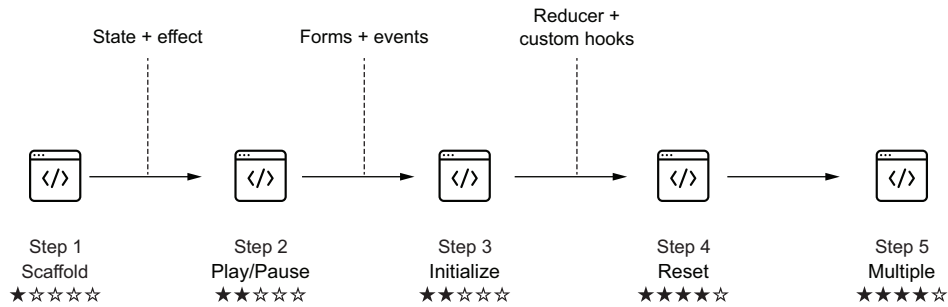 State + effect
Forms + events
Reducer +
custom hooks
</>
</>
</>
</>
</>
Step 1
Scaffold
★☆☆☆☆
Step 2
Play/Pause
★★☆☆☆
Step 3
Initialize
★★☆☆☆
Step 4
Reset
★★★★☆
Step 5
Multiple
★★★★☆